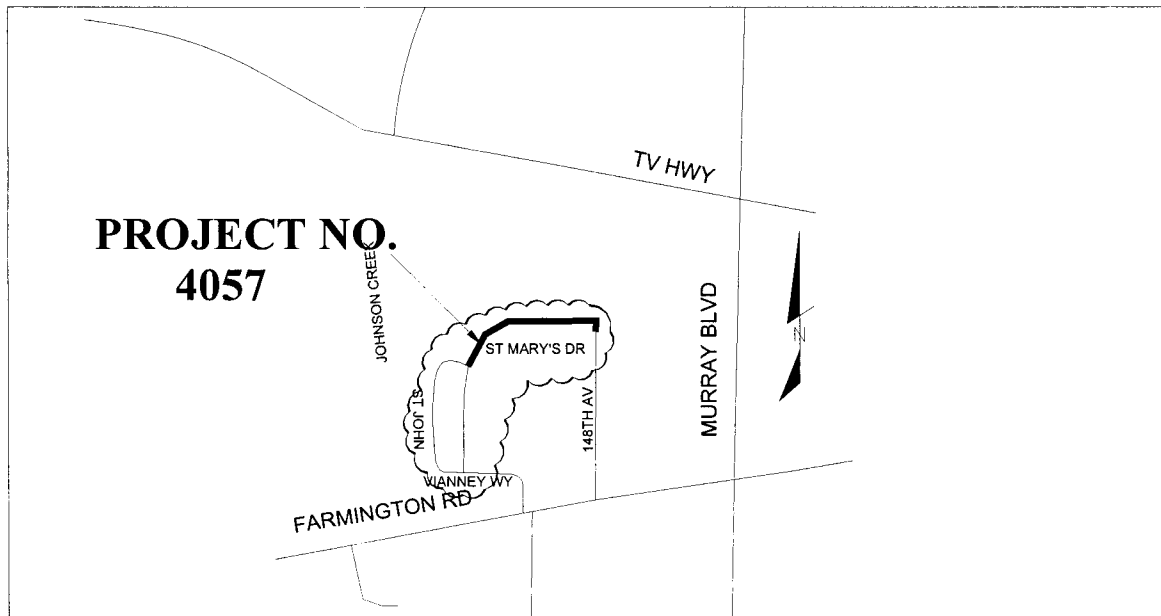 TV HWY
PROJECT NO.
4057
JOHNSON CREEK
ST MARY'S DR
MURRAY BLVD
N
ST JOHN
148TH AV
VIANNEY WY
FARMINGTON RD